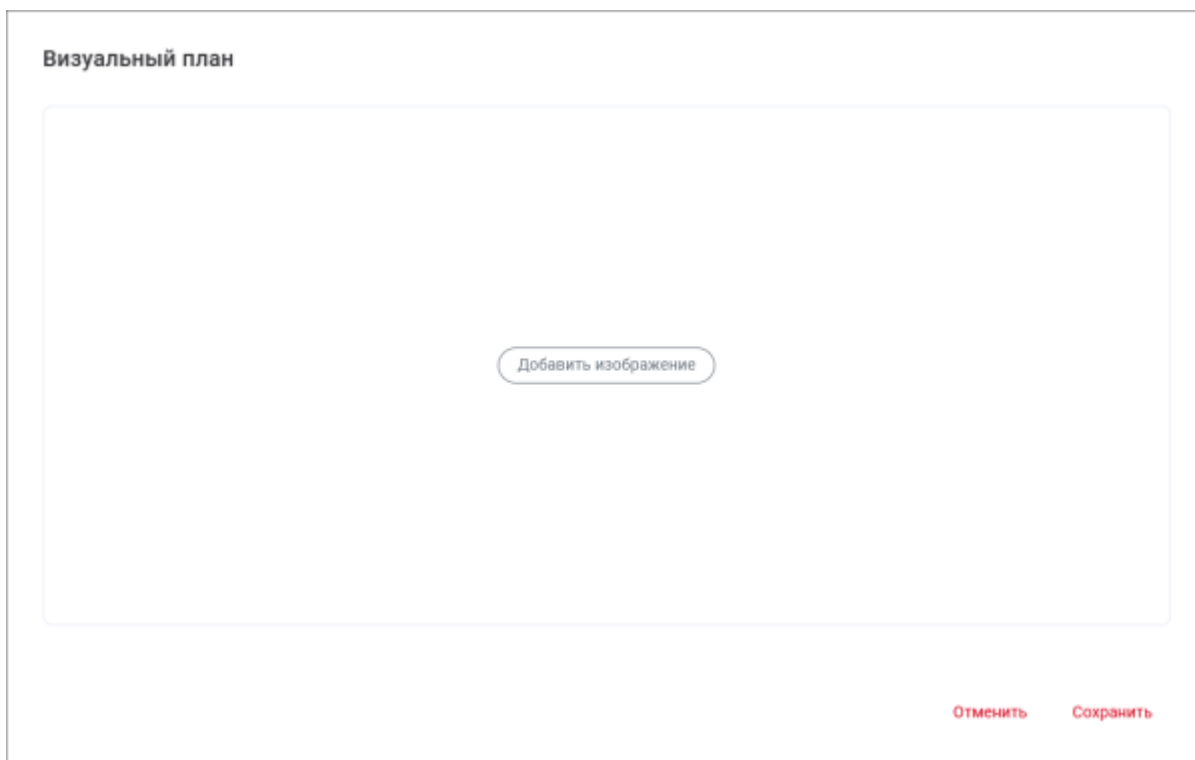 Визуальный план
Добавить изображение
Отменить Сохранить